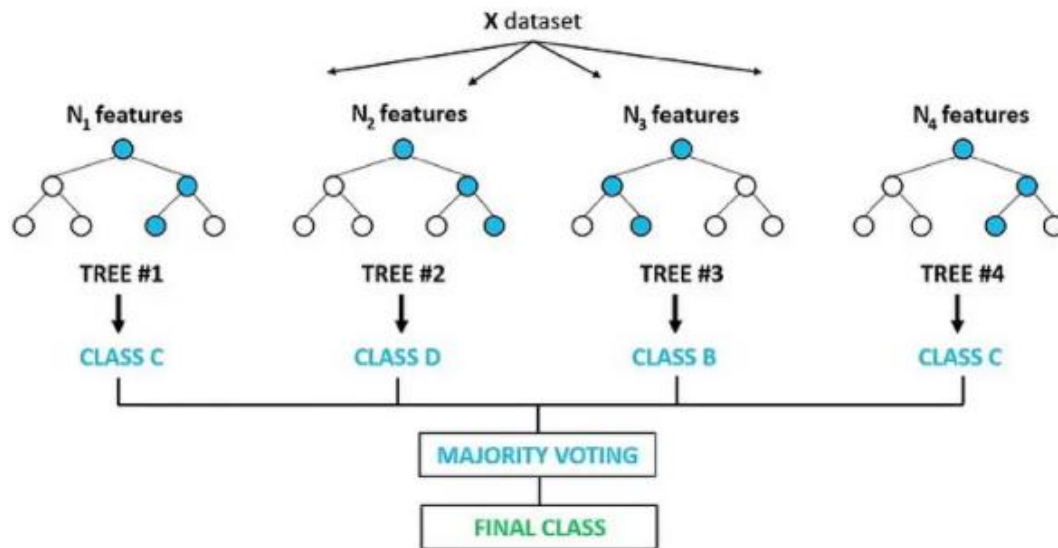 X dataset
N1 features N2 features N3 features N4 features
TREE #1 TREE #2 TREE #3 TREE #4
CLASS C CLASS D CLASS B CLASS C
MAJORITY VOTING
FINAL CLASS